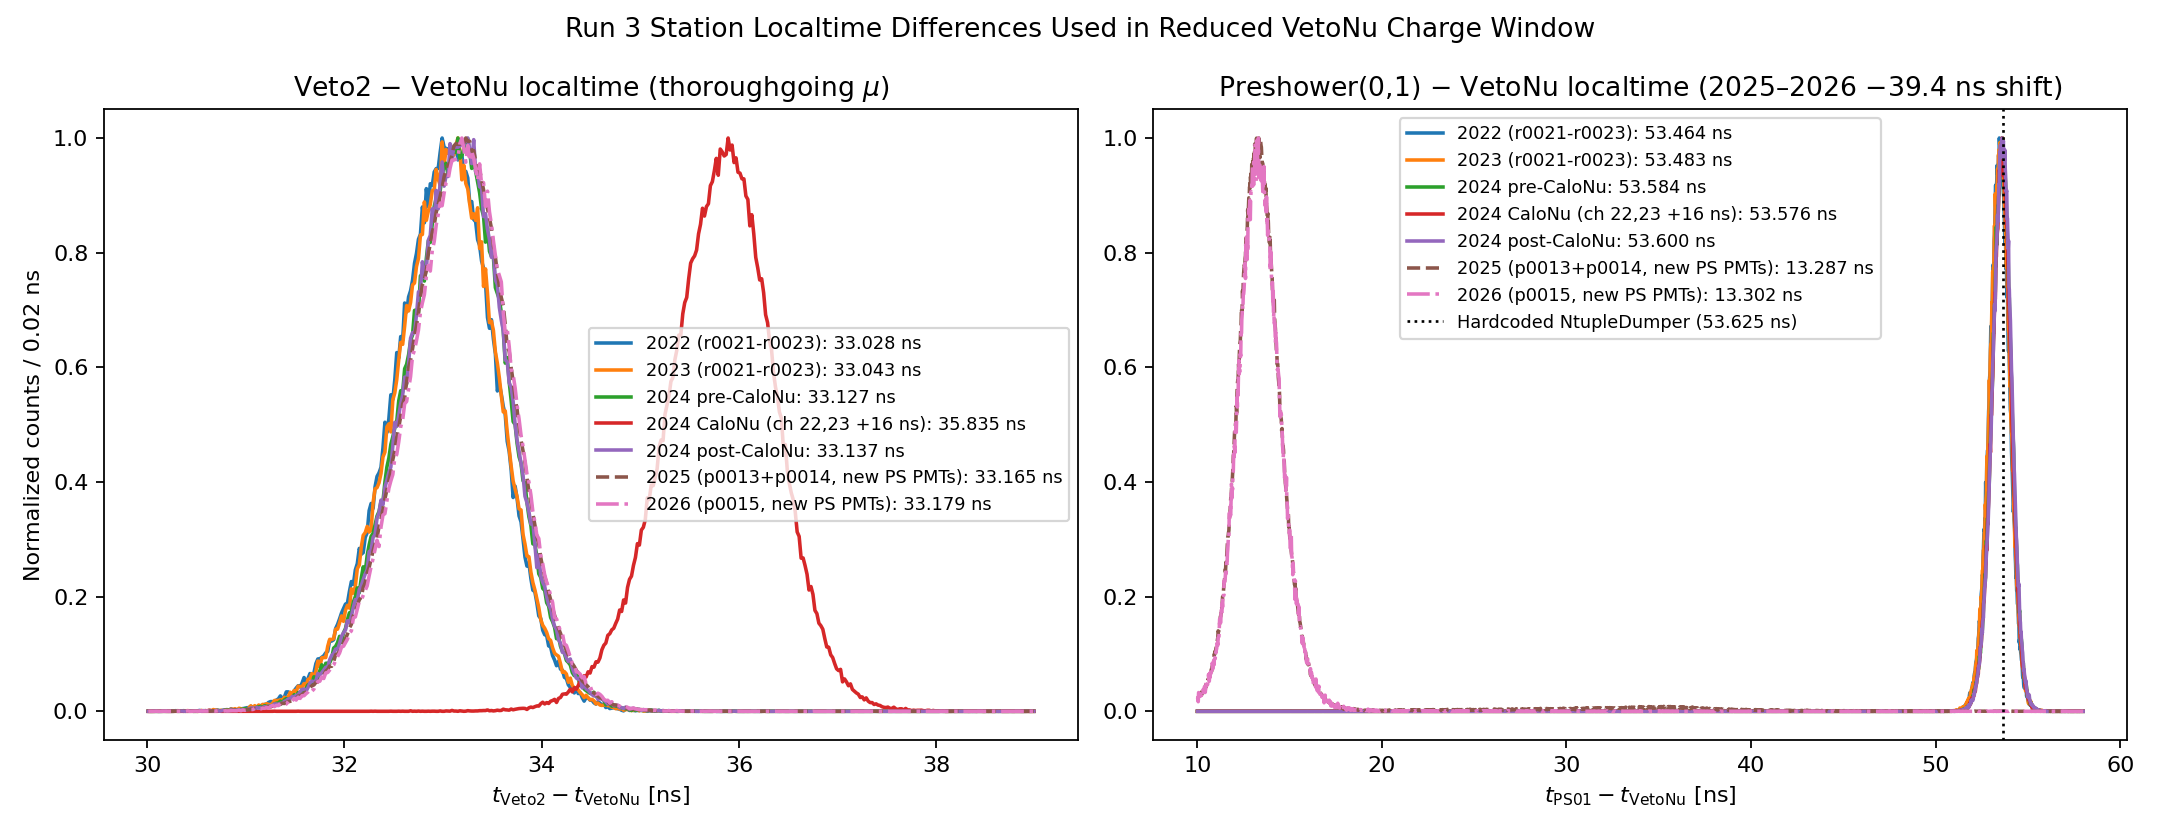 Run 3 Station Localtime Differences Used in Reduced VetoNu Charge Window
Veto2 − VetoNu localtime (thoroughgoing μ)
Normalized counts / 0.02 ns
1.0
0.8
0.6
0.4
0.2
0.0
2022 (r0021-r0023): 33.028 ns
2023 (r0021-r0023): 33.043 ns
2024 pre-CaloNu: 33.127 ns
2024 CaloNu (ch 22,23 +16 ns): 35.835 ns
2024 post-CaloNu: 33.137 ns
2025 (p0013+p0014, new PS PMTs): 33.165 ns
2026 (p0015, new PS PMTs): 33.179 ns
30 32 34 36 38
t_Veto2 − t_VetoNu [ns]
Preshower(0,1) − VetoNu localtime (2025–2026 −39.4 ns shift)
1.0
0.8
0.6
0.4
0.2
0.0
2022 (r0021-r0023): 53.464 ns
2023 (r0021-r0023): 53.483 ns
2024 pre-CaloNu: 53.584 ns
2024 CaloNu (ch 22,23 +16 ns): 53.576 ns
2024 post-CaloNu: 53.600 ns
2025 (p0013+p0014, new PS PMTs): 13.287 ns
2026 (p0015, new PS PMTs): 13.302 ns
Hardcoded NtupleDumper (53.625 ns)
10 20 30 40 50 60
t_PS01 − t_VetoNu [ns]